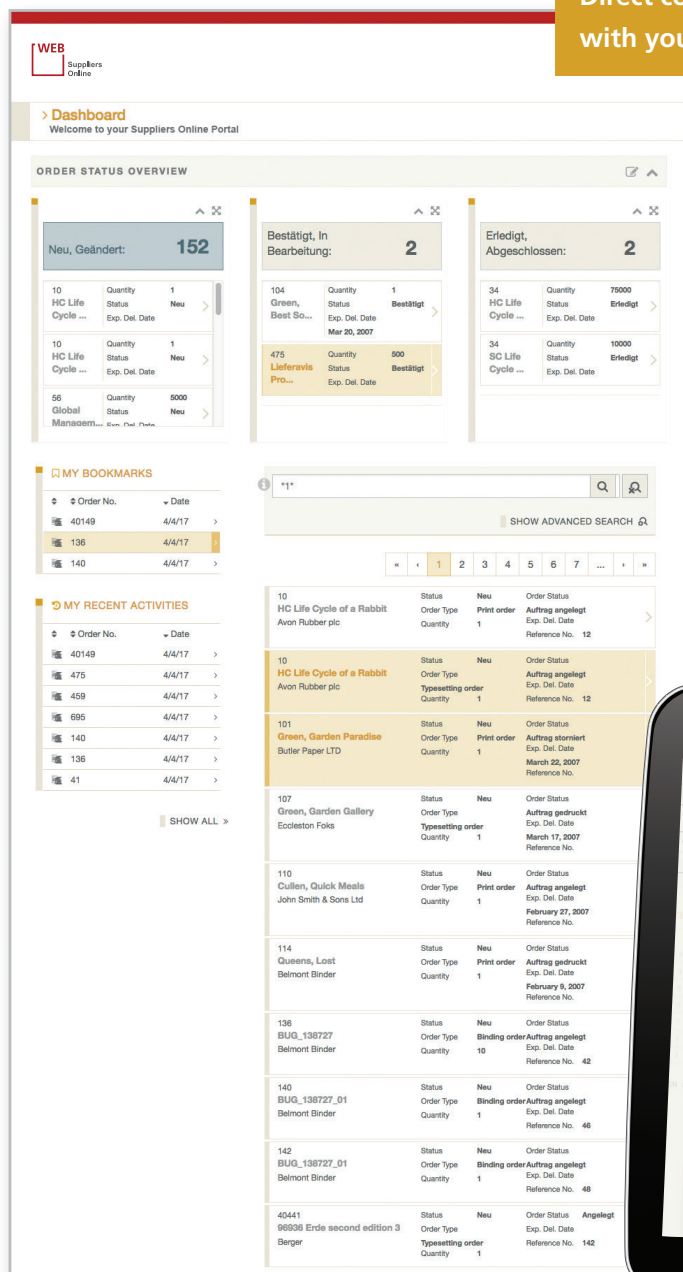 Direct
with
WEB
Suppliers
Online
> Dashboard
Welcome to your Suppliers Online Portal
ORDER STATUS OVERVIEW
Neu, Geändert: 152
10 Quantity 1
HC Life Status Neu
Cycle ... Exp. Del. Date
10 Quantity 1
HC Life Status Neu
Cycle ... Exp. Del. Date
56 Quantity 5000
Global Status Neu
Managem... Exp. Del. Date
Bestätigt, In
Bearbeitung: 2
104 Quantity 1
Green, Status Bestätigt
Best So... Exp. Del. Date
Mar 20, 2007
475 Quantity 500
Lieferavis Status Bestätigt
Pro... Exp. Del. Date
Erledigt,
Abgeschlossen: 2
34 Quantity 75000
HC Life Status Erledigt
Cycle ... Exp. Del. Date
34 Quantity 10000
SC Life Status Erledigt
Cycle ... Exp. Del. Date
MY BOOKMARKS
Order No. Date
40149 4/4/17 >
136 4/4/17 >
140 4/4/17 >
MY RECENT ACTIVITIES
Order No. Date
40149 4/4/17 >
475 4/4/17 >
459 4/4/17 >
695 4/4/17 >
140 4/4/17 >
136 4/4/17 >
41 4/4/17 >
SHOW ALL »
"1"
SHOW ADVANCED SEARCH
« ‹ 1 2 3 4 5 6 7 ... › »
10 Status Neu Order Status
HC Life Cycle of a Rabbit Order Type Print order Auftrag angelegt
Avon Rubber plc Quantity 1 Exp. Del. Date
Reference No. 12
10 Status Neu Order Status
HC Life Cycle of a Rabbit Order Type Auftrag angelegt
Avon Rubber plc Typesetting order Exp. Del. Date
Quantity 1 Reference No. 12
101 Status Neu Order Status
Green, Garden Paradise Order Type Print order Auftrag storniert
Butler Paper LTD Quantity 1 Exp. Del. Date
March 22, 2007
Reference No.
107 Status Neu Order Status
Green, Garden Gallery Order Type Auftrag gedruckt
Eccleston Foks Typesetting order Exp. Del. Date
Quantity 1 March 17, 2007
Reference No.
110 Status Neu Order Status
Cullen, Quick Meals Order Type Print order Auftrag angelegt
John Smith & Sons Ltd Quantity 1 Exp. Del. Date
February 27, 2007
Reference No.
114 Status Neu Order Status
Queens, Lost Order Type Print order Auftrag gedruckt
Belmont Binder Quantity 1 Exp. Del. Date
February 9, 2007
Reference No.
136 Status Neu Order Status
BUG_138727 Order Type Binding order Auftrag angelegt
Belmont Binder Quantity 10 Exp. Del. Date
Reference No. 42
140 Status Neu Order Status
BUG_138727_01 Order Type Binding order Auftrag angelegt
Belmont Binder Quantity 1 Exp. Del. Date
Reference No. 46
142 Status Neu Order Status
BUG_138727_01 Order Type Binding order Auftrag angelegt
Belmont Binder Quantity 1 Exp. Del. Date
Reference No. 48
40441 Status Neu Order Status Angelegt
96936 Erde second edition 3 Order Type Exp. Del. Date
Berger Typesetting order Reference No. 142
Quantity 1